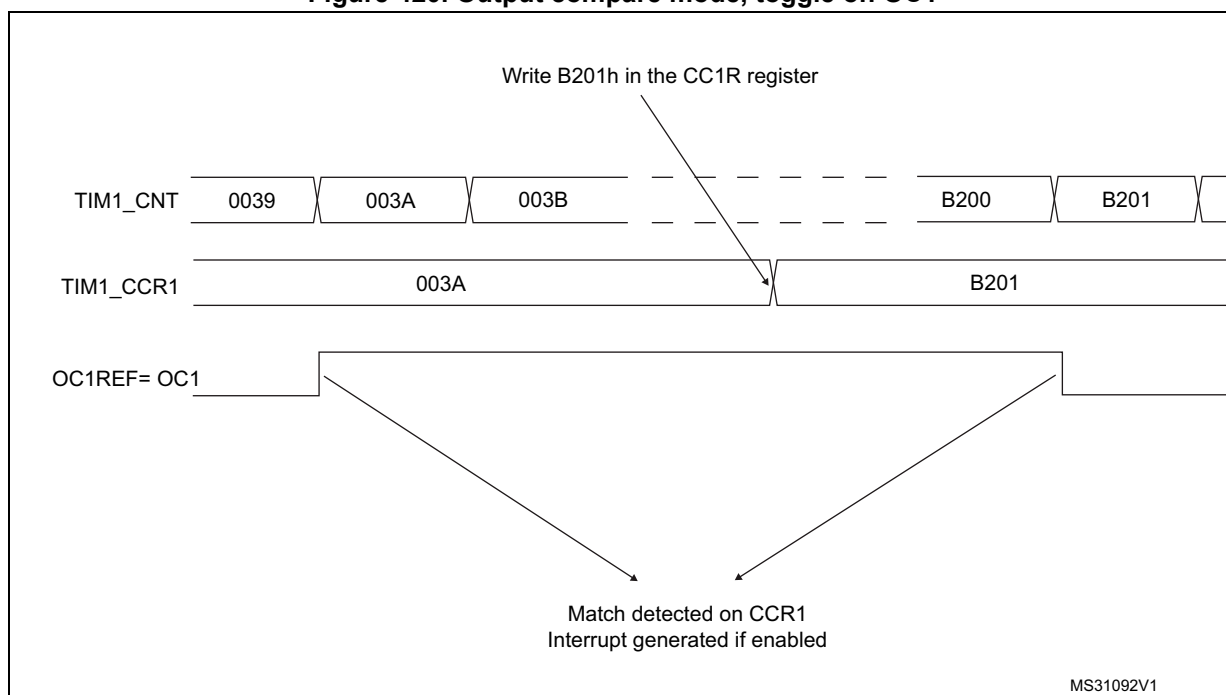 Write B201h in the CC1R register
TIM1_CNT 0039 003A 003B B200 B201
TIM1_CCR1 003A B201
OC1REF= OC1
Match detected on CCR1
Interrupt generated if enabled
MS31092V1